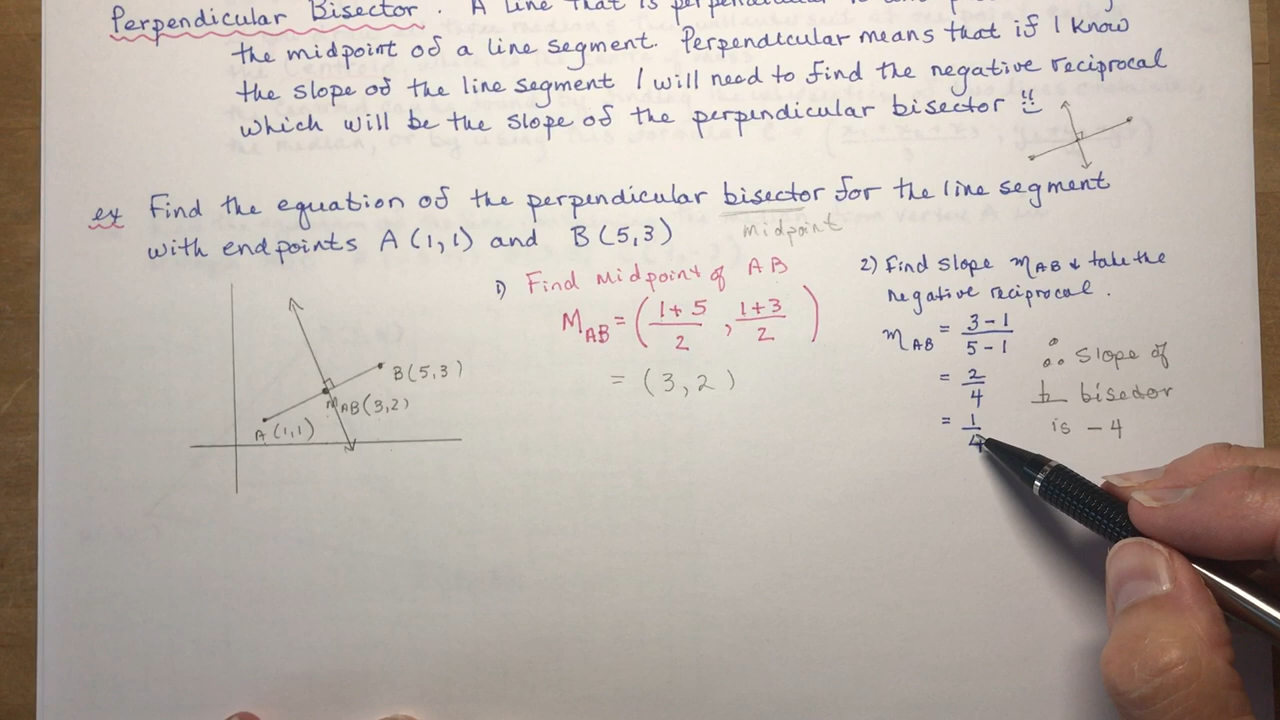 Perpendicular Bisector. A line that is
the midpoint of a line segment. Perpendicular means that if I know
the slope of the line segment I will need to find the negative reciprocal
which will be the slope of the perpendicular bisector
ex Find the equation of the perpendicular bisector for the line segment
midpoint
with endpoints A (1,1) and B (5,3)
B(5,3)
MAB(3,2)
A(1,1)
1) Find Midpoint of AB
MAB = (1+5/2, 1+3/2)
= (3,2)
2) Find slope mAB & take the
negative reciprocal.
mAB = 3-1/5-1
= 2/4
= 1/4
∴ Slope of
⊥ bisector
is -4